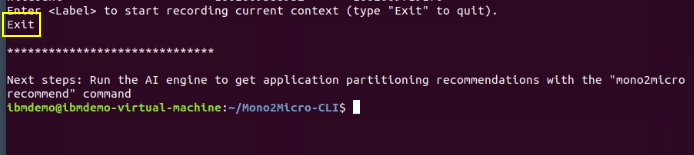 Enter <Label> to start recording current context (type "Exit" to quit).
Exit
******************************
Next steps: Run the AI engine to get application partitioning recommendations with the "mono2micro
recommend" command
ibmdemo@ibmdemo-virtual-machine:~/Mono2Micro-CLI$